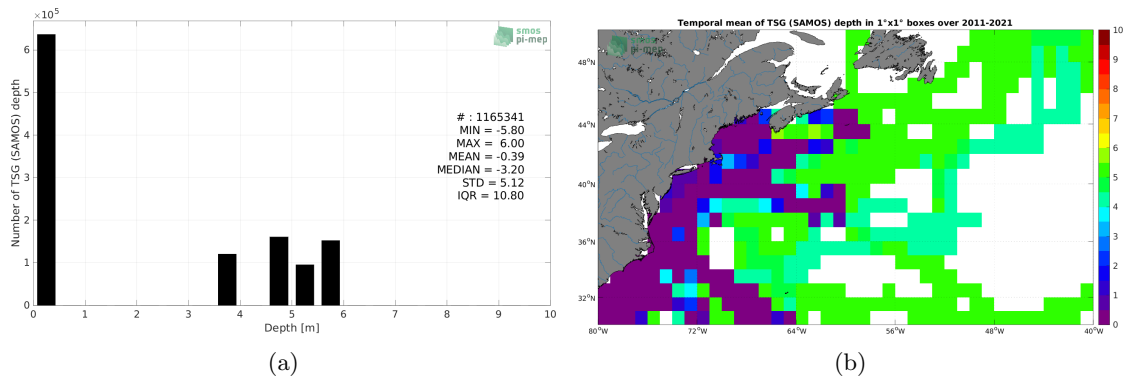 ×10⁵
smos
pi-mep
6
5
4
3
2
1
0
Number of TSG (SAMOS) depth
# : 1165341
MIN = -5.80
MAX = 6.00
MEAN = -0.39
MEDIAN = -3.20
STD = 5.12
IQR = 10.80
0 1 2 3 4 5 6 7 8 9 10
Depth [m]
(a)
Temporal mean of TSG (SAMOS) depth in 1°x1° boxes over 2011-2021
smos
pi-mep
48°N
44°N
40°N
36°N
32°N
80°W 72°W 64°W 56°W 48°W 40°W
10
9
8
7
6
5
4
3
2
1
0
(b)